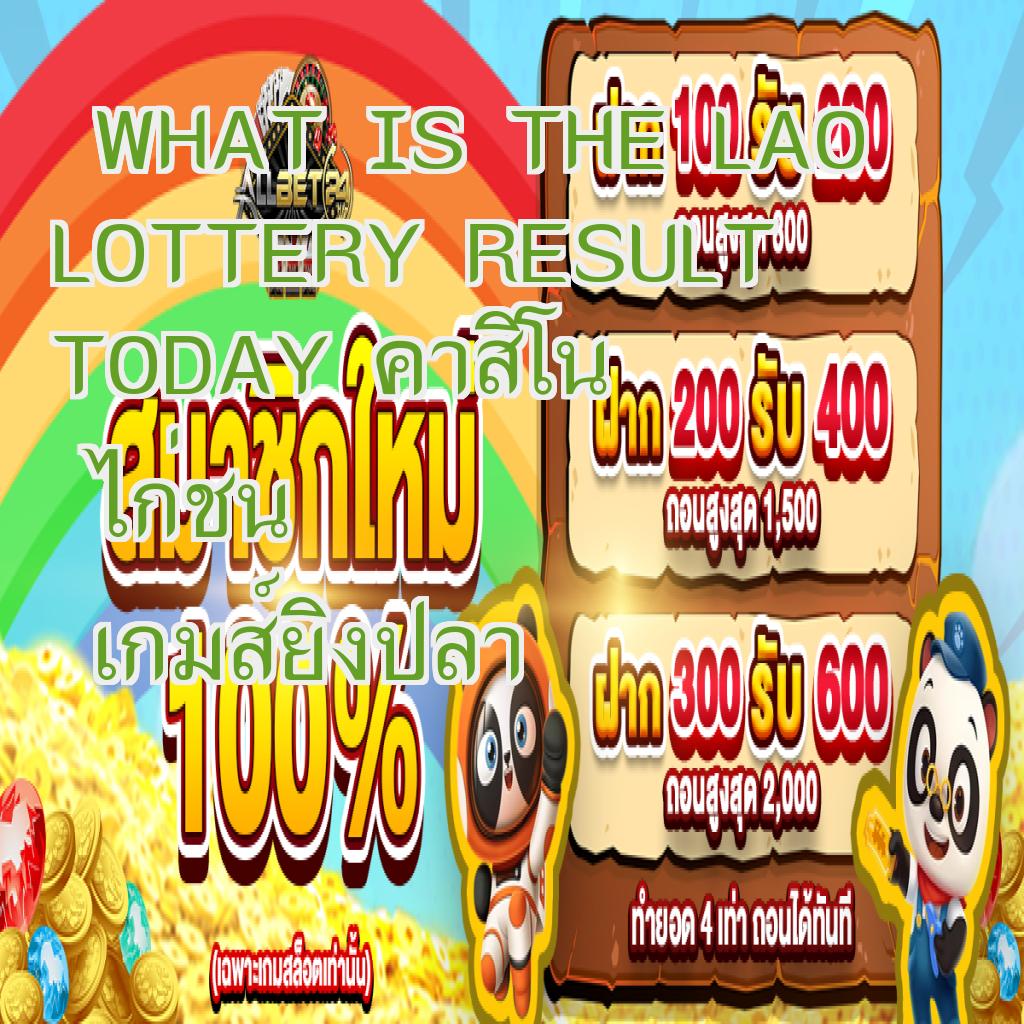 WHAT IS THE LAO
LOTTERY RESULT
TODAY คาสิโน
ไก่ชน
เกมส์ยิงปลา
ALLBET24
สมาชิกใหม่
100%
(เฉพาะเกมสล็อตเท่านั้น)
ฝาก 100 รับ 200
ถอนสูงสุด 800
ฝาก 200 รับ 400
ถอนสูงสุด 1,500
ฝาก 300 รับ 600
ถอนสูงสุด 2,000
ทำยอด 4 เท่า ถอนได้ทันที